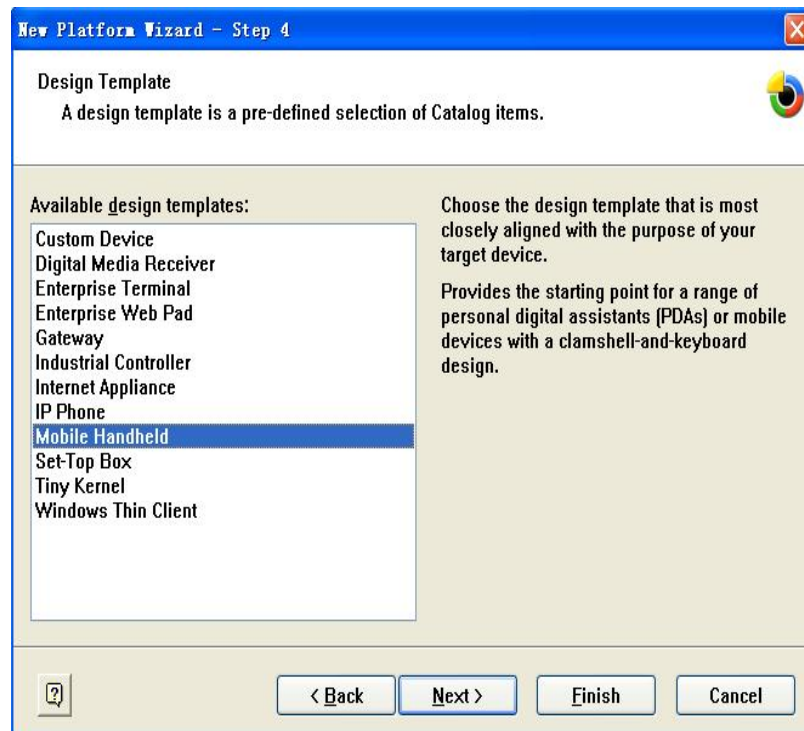 New Platform Wizard - Step 4
Design Template
A design template is a pre-defined selection of Catalog items.
Available design templates:
Custom Device
Digital Media Receiver
Enterprise Terminal
Enterprise Web Pad
Gateway
Industrial Controller
Internet Appliance
IP Phone
Mobile Handheld
Set-Top Box
Tiny Kernel
Windows Thin Client
Choose the design template that is most
closely aligned with the purpose of your
target device.
Provides the starting point for a range of
personal digital assistants (PDAs) or mobile
devices with a clamshell-and-keyboard
design.
?
< Back
Next >
Finish
Cancel